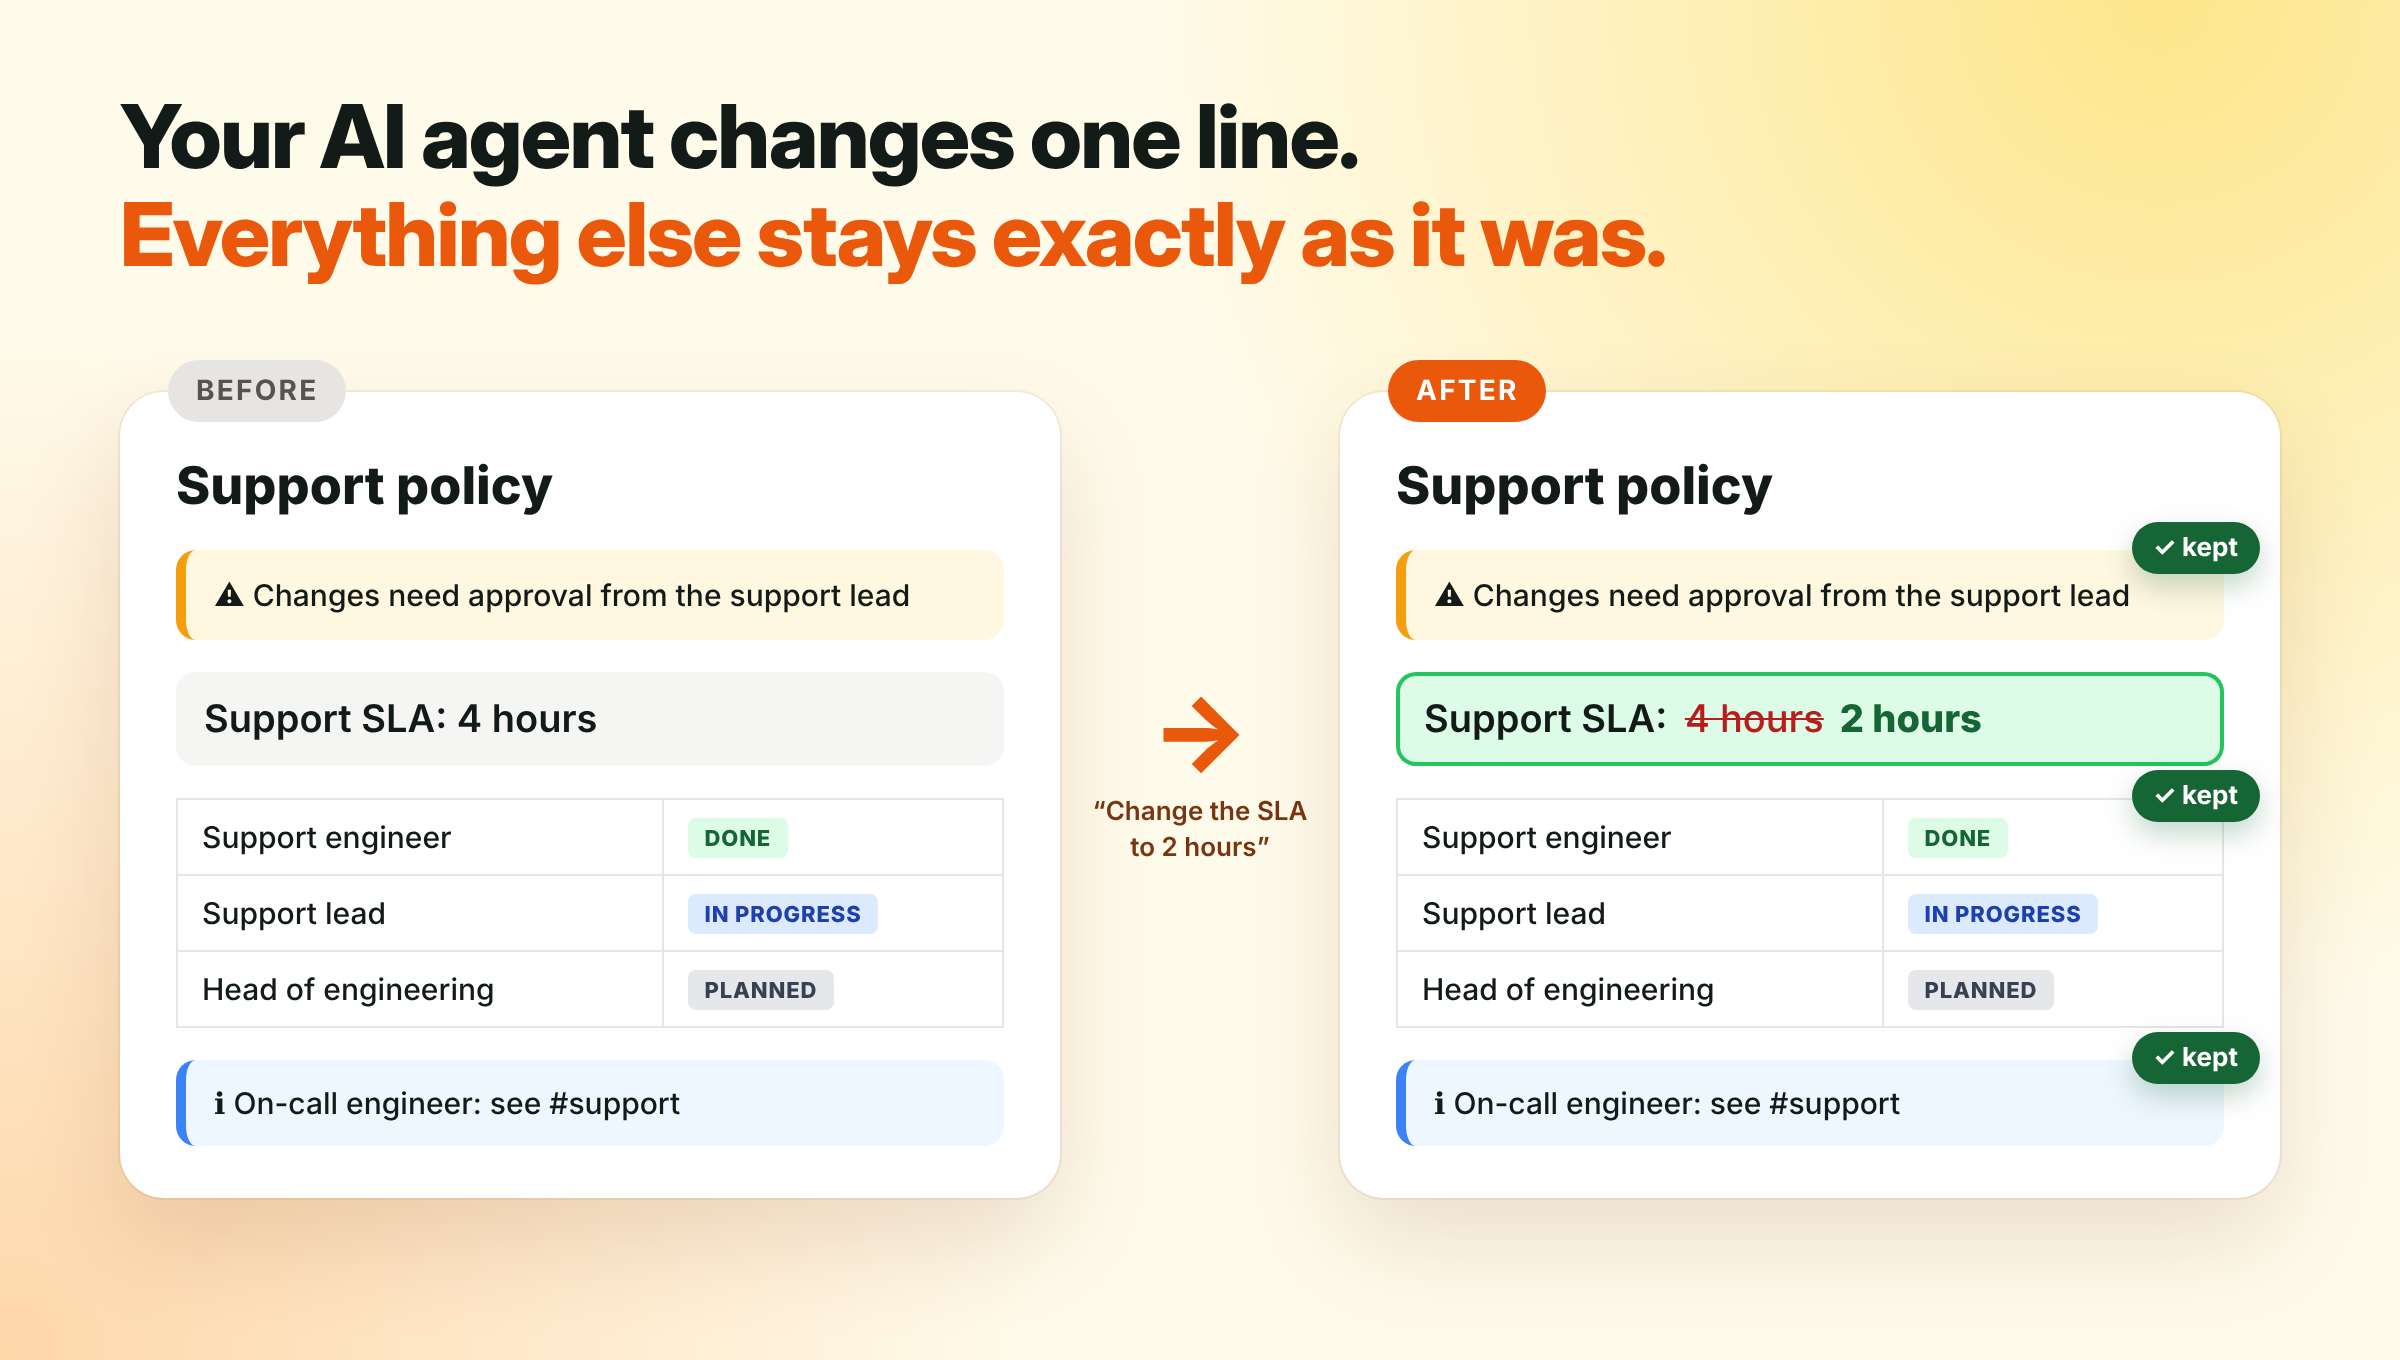 Your AI agent changes one line.
Everything else stays exactly as it was.
BEFORE
Support policy
⚠ Changes need approval from the support lead
Support SLA: 4 hours
Support engineer DONE
Support lead IN PROGRESS
Head of engineering PLANNED
ℹ On-call engineer: see #support
→
“Change the SLA
to 2 hours”
AFTER
Support policy
✓ kept
⚠ Changes need approval from the support lead
Support SLA: 4 hours 2 hours
✓ kept
Support engineer DONE
Support lead IN PROGRESS
Head of engineering PLANNED
✓ kept
ℹ On-call engineer: see #support